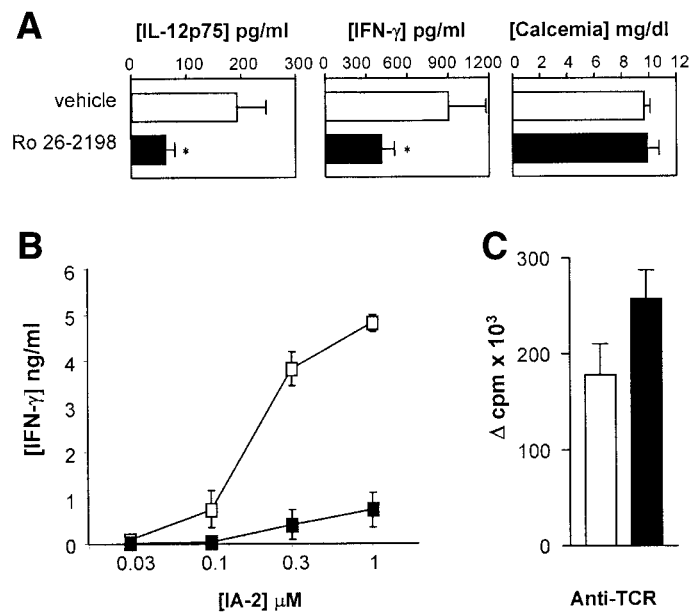 A
[IL-12p75] pg/ml
[IFN-γ] pg/ml
[Calcemia] mg/dl
0 100 200 300
0 300 600 900 1200
0 2 4 6 8 10 12
vehicle
Ro 26-2198
*
*
B
C
6
5
4
3
2
1
0
[IFN-γ] ng/ml
0.03 0.1 0.3 1
[IA-2] μM
300
200
100
0
Δ cpm x 10³
Anti-TCR